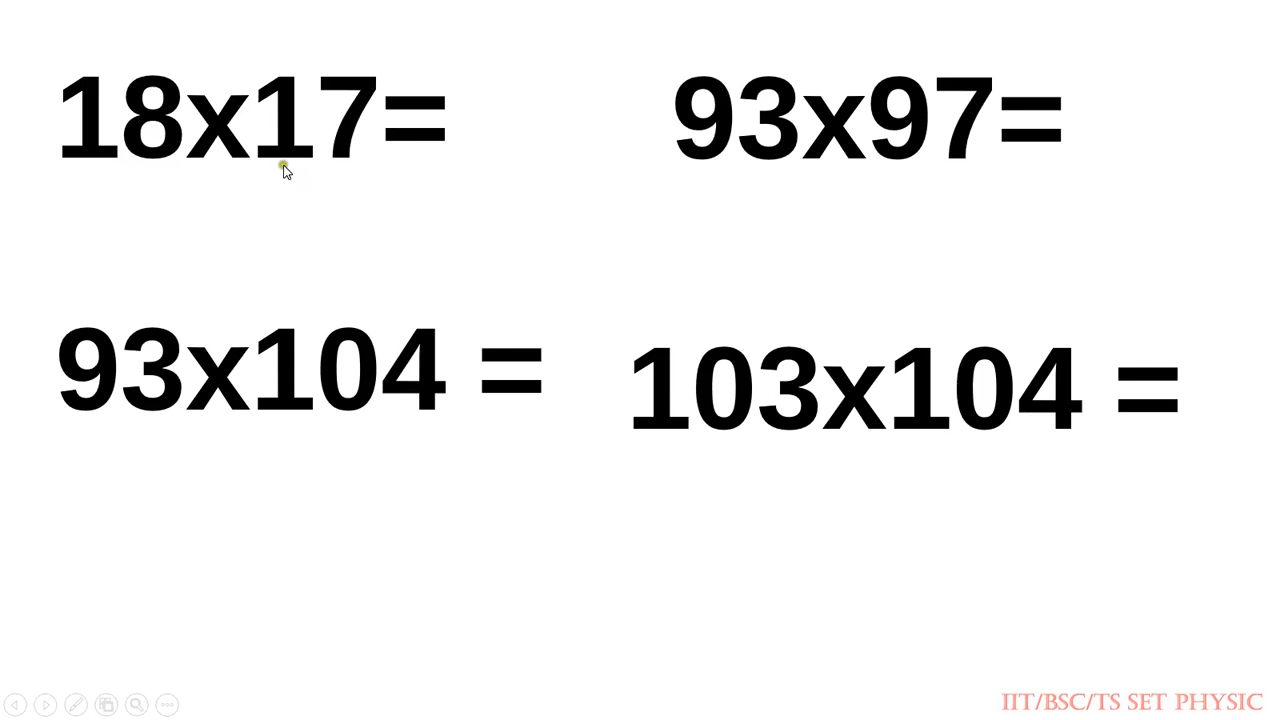 18x17=
93x97=
93x104 =
103x104 =
IIT/BSC/TS SET PHYSIC